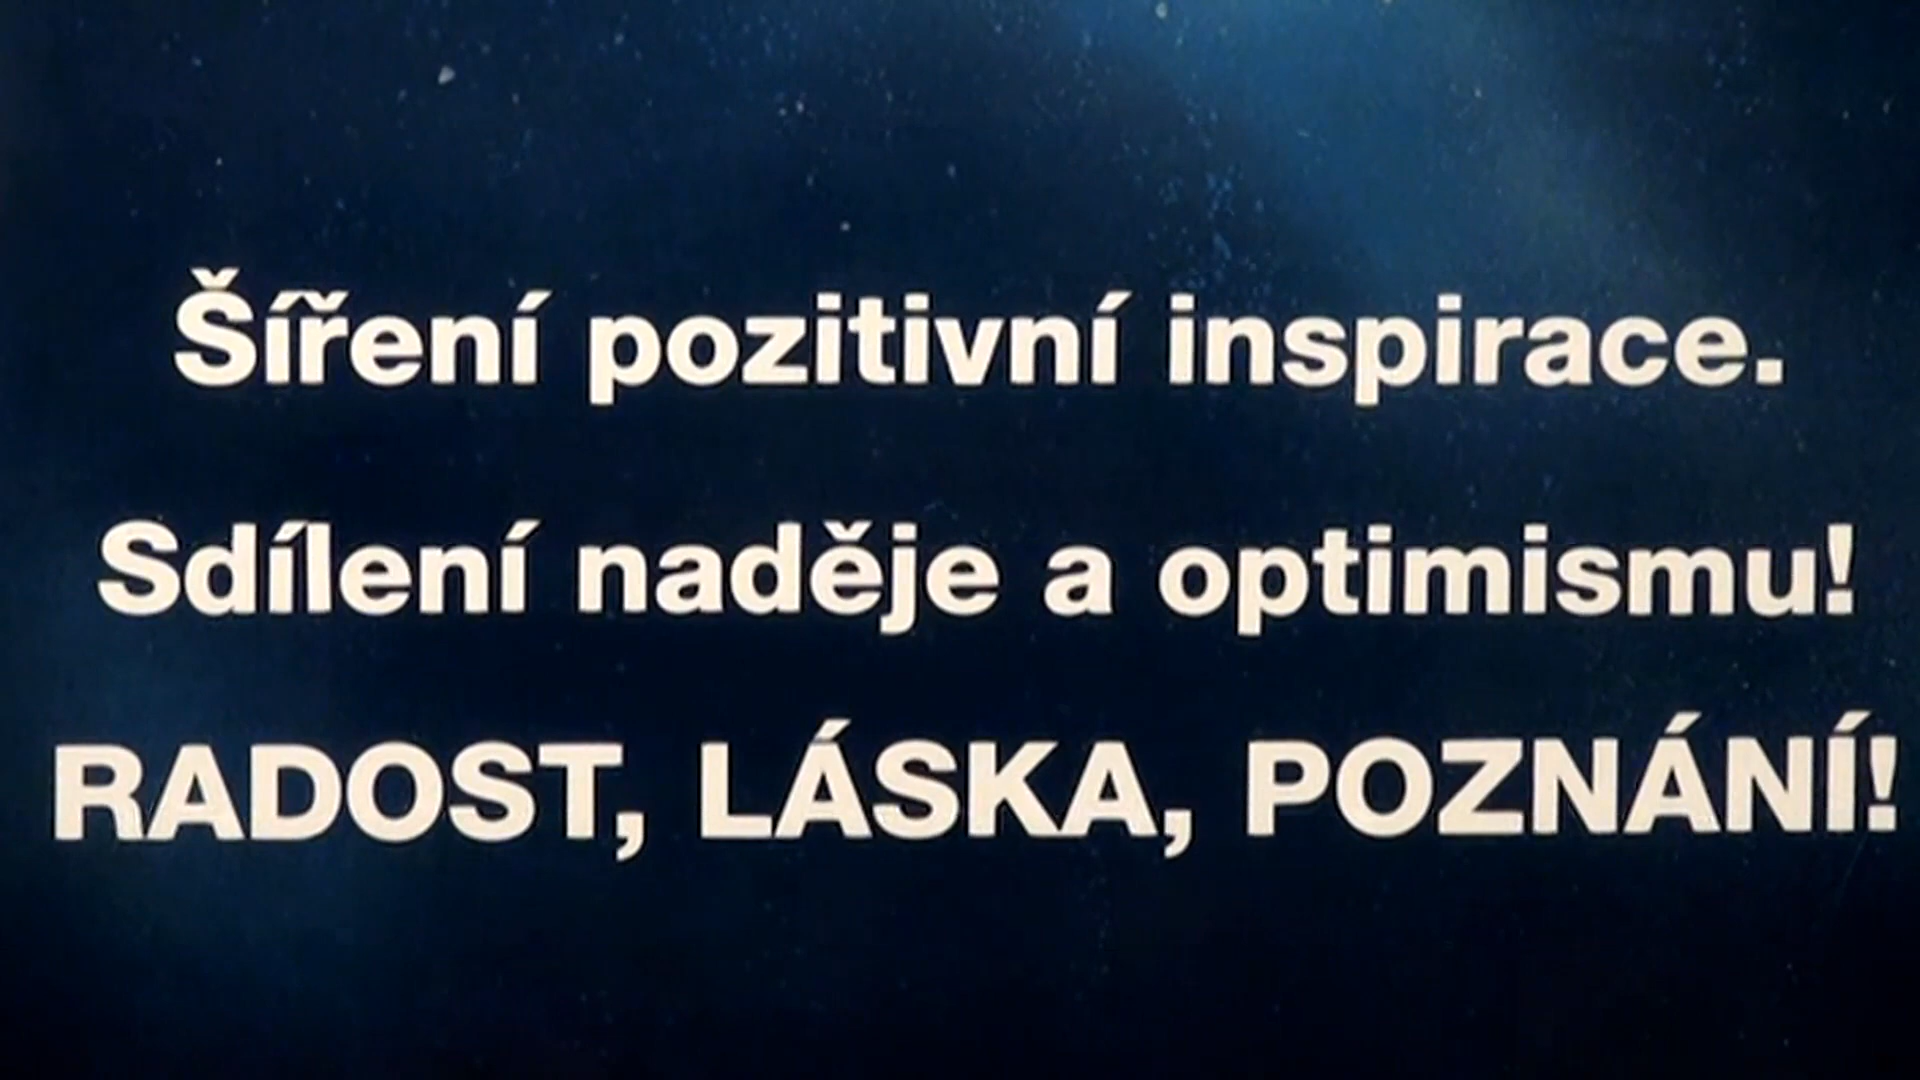 Šíření pozitivní inspirace.
Sdílení naděje a optimismu!
RADOST, LÁSKA, POZNÁNÍ!